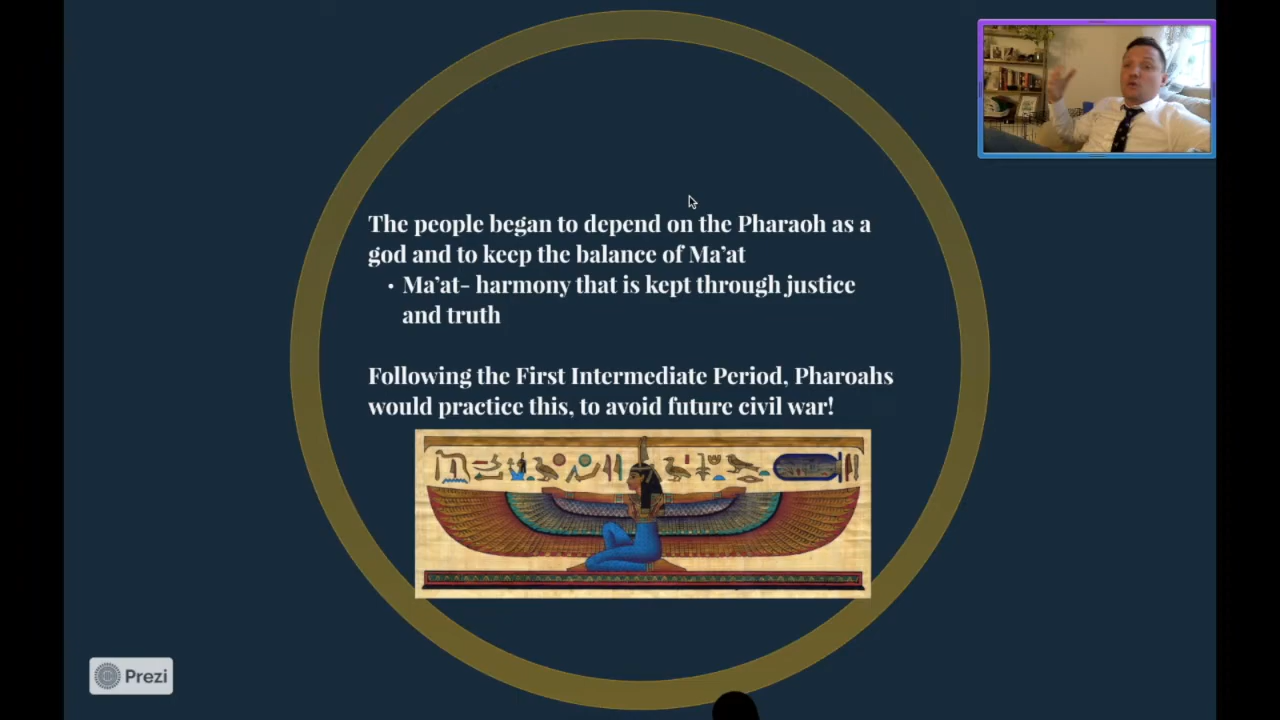 The people began to depend on the Pharaoh as a
god and to keep the balance of Ma’at
• Ma’at- harmony that is kept through justice
and truth
Following the First Intermediate Period, Pharoahs
would practice this, to avoid future civil war!
Prezi